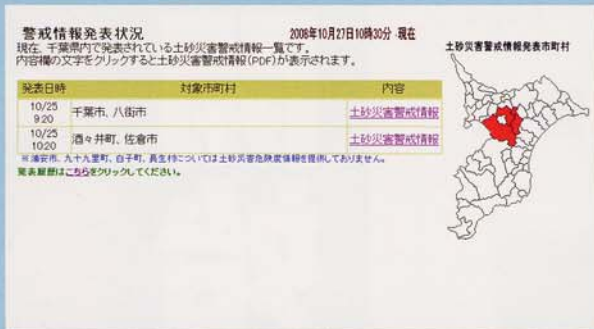 警戒情報発表状況
2008年10月27日10時30分 現在
現在、千葉県内で発表されている土砂災害警戒情報一覧です。
内容欄の文字をクリックすると土砂災害警戒情報(PDF)が表示されます。
土砂災害警戒情報発表市町村
発表日時 対象市町村 内容
10/25
9:20
千葉市、八街市 土砂災害警戒情報
10/25
10:20
酒々井町、佐倉市 土砂災害警戒情報
※浦安市、九十九里町、白子町、長生村については土砂災害危険度情報を提供しておりません。
発表履歴はこちらをクリックしてください。